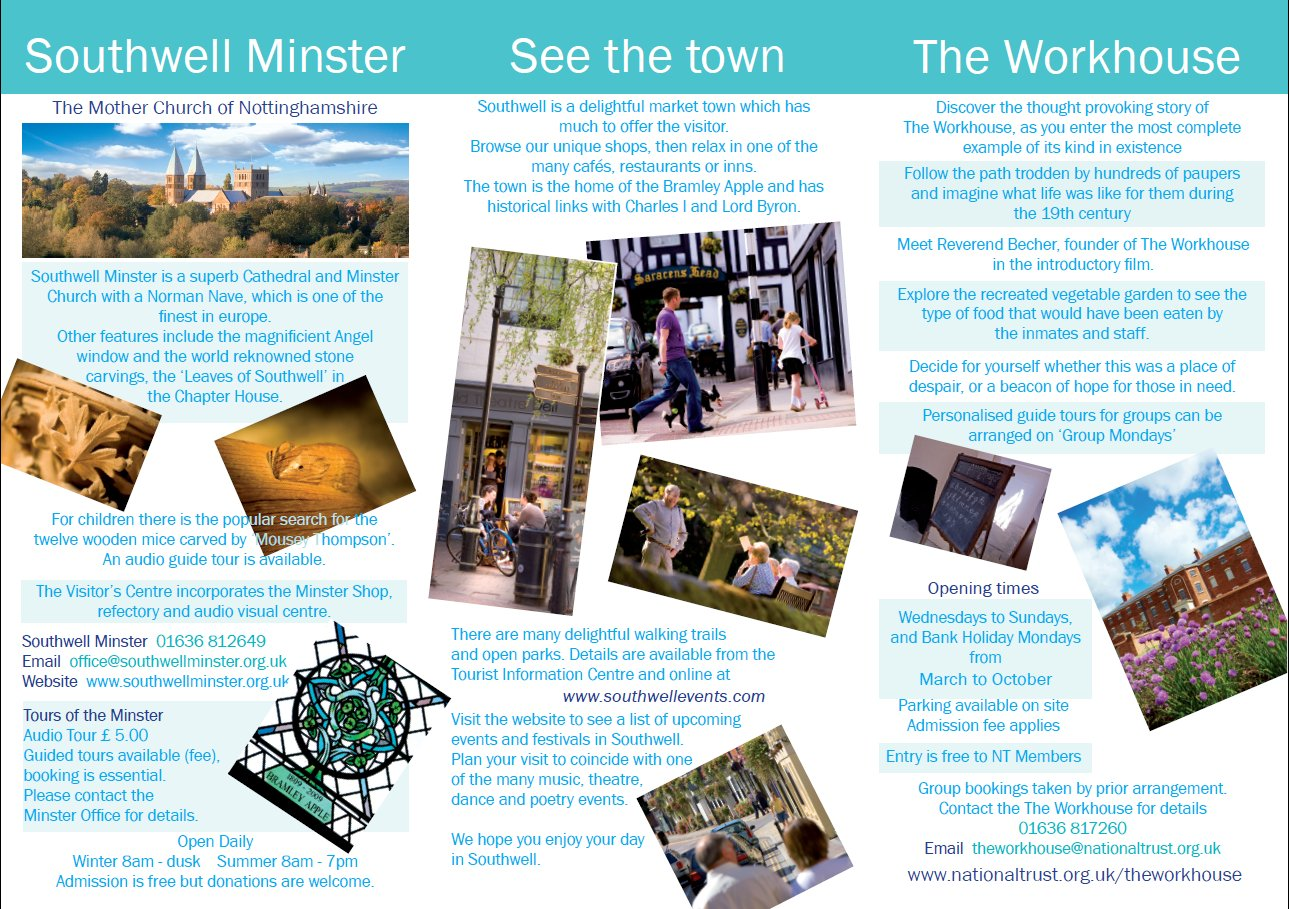 Southwell Minster
The Mother Church of Nottinghamshire
Southwell Minster is a superb Cathedral and Minster
Church with a Norman Nave, which is one of the
finest in europe.
Other features include the magnificient Angel
window and the world reknowned stone
carvings, the ‘Leaves of Southwell’ in
the Chapter House.
For children there is the popular search for the
twelve wooden mice carved by ‘Mousey Thompson’.
An audio guide tour is available.
The Visitor’s Centre incorporates the Minster Shop,
refectory and audio visual centre.
Southwell Minster 01636 812649
Email office@southwellminster.org.uk
Website www.southwellminster.org.uk
Tours of the Minster
Audio Tour £ 5.00
Guided tours available (fee),
booking is essential.
Please contact the
Minster Office for details.
1809 - 2009
BRAMLEY APPLE
Open Daily
Winter 8am - dusk Summer 8am - 7pm
Admission is free but donations are welcome.
See the town
Southwell is a delightful market town which has
much to offer the visitor.
Browse our unique shops, then relax in one of the
many cafés, restaurants or inns.
The town is the home of the Bramley Apple and has
historical links with Charles I and Lord Byron.
Saracens Head
There are many delightful walking trails
and open parks. Details are available from the
Tourist Information Centre and online at
www.southwellevents.com
Visit the website to see a list of upcoming
events and festivals in Southwell.
Plan your visit to coincide with one
of the many music, theatre,
dance and poetry events.
We hope you enjoy your day
in Southwell.
The Workhouse
Discover the thought provoking story of
The Workhouse, as you enter the most complete
example of its kind in existence
Follow the path trodden by hundreds of paupers
and imagine what life was like for them during
the 19th century
Meet Reverend Becher, founder of The Workhouse
in the introductory film.
Explore the recreated vegetable garden to see the
type of food that would have been eaten by
the inmates and staff.
Decide for yourself whether this was a place of
despair, or a beacon of hope for those in need.
Personalised guide tours for groups can be
arranged on ‘Group Mondays’
Opening times
Wednesdays to Sundays,
and Bank Holiday Mondays
from
March to October
Parking available on site
Admission fee applies
Entry is free to NT Members
Group bookings taken by prior arrangement.
Contact the The Workhouse for details
01636 817260
Email theworkhouse@nationaltrust.org.uk
www.nationaltrust.org.uk/theworkhouse